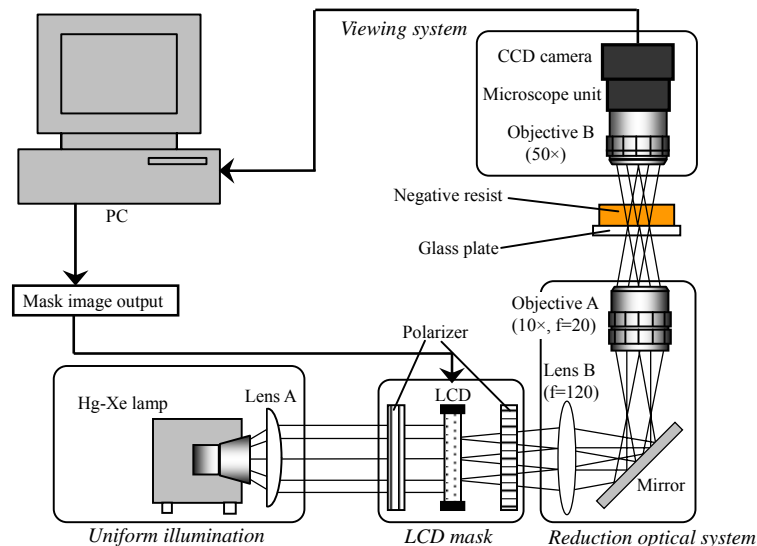 Viewing system
CCD camera
Microscope unit
Objective B
(50×)
Negative resist
Glass plate
PC
Mask image output
Objective A
(10×, f=20)
Polarizer
Lens B
(f=120)
LCD
Hg-Xe lamp
Lens A
Mirror
Uniform illumination
LCD mask
Reduction optical system